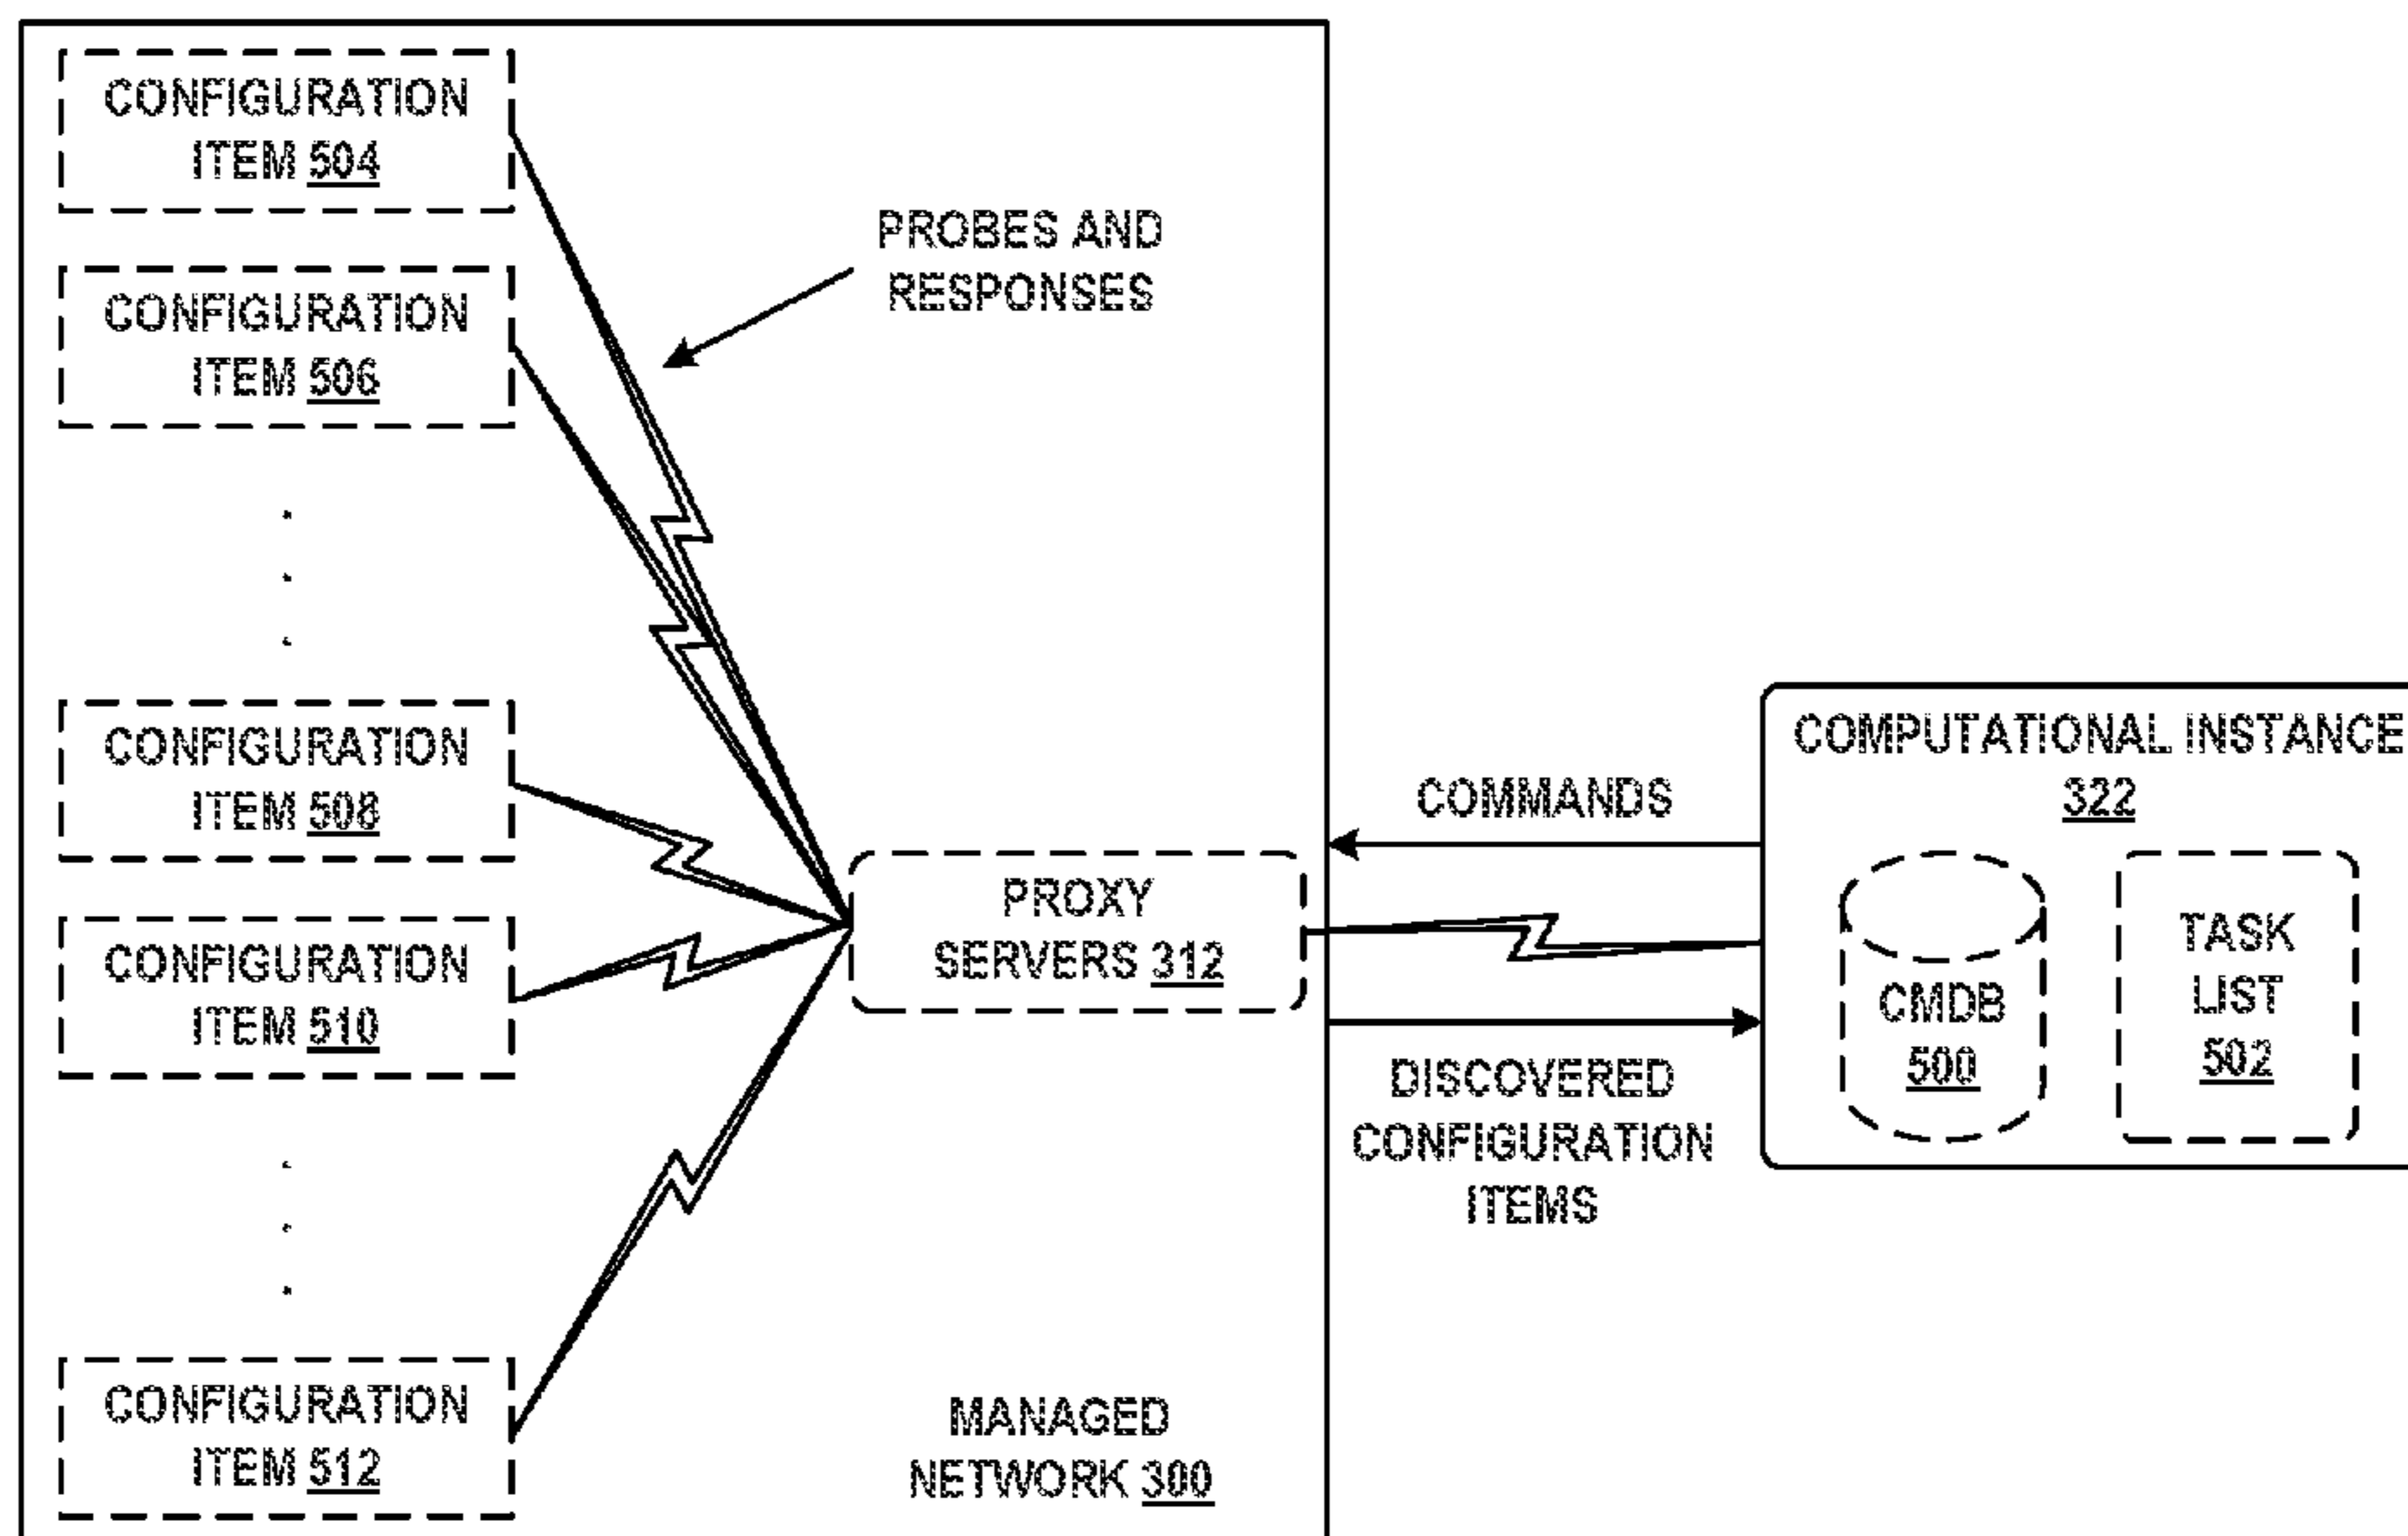 CONFIGURATION
ITEM 504
PROBES AND
RESPONSES
CONFIGURATION
ITEM 506
CONFIGURATION
ITEM 508
COMPUTATIONAL INSTANCE
322
COMMANDS
PROXY
SERVERS 312
CONFIGURATION
ITEM 510
CMDB
500
TASK
LIST
502
DISCOVERED
CONFIGURATION
ITEMS
CONFIGURATION
ITEM 512
MANAGED
NETWORK 300